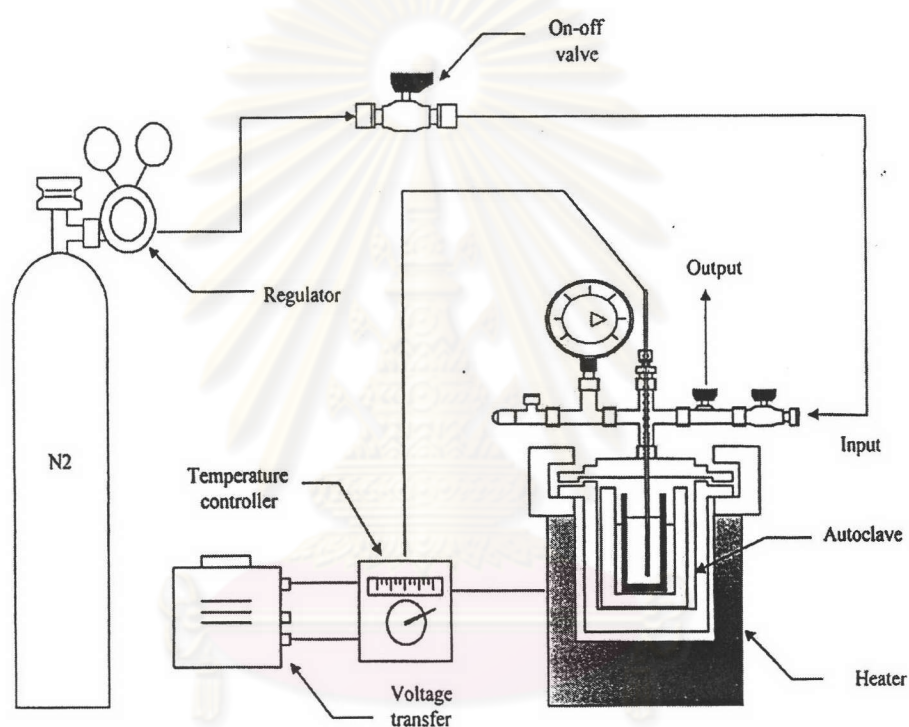 On-off
valve
Regulator
Output
N2
Input
Temperature
controller
Autoclave
Heater
Voltage
transfer